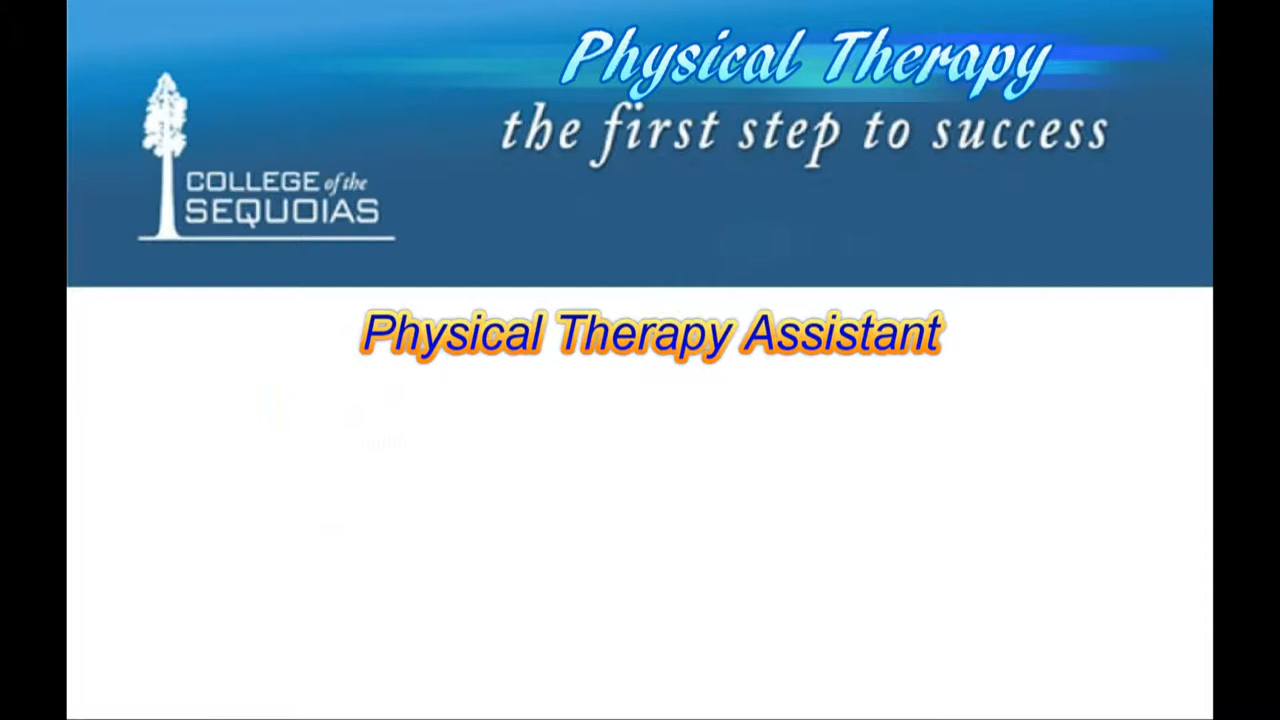 Physical Therapy
the first step to success
COLLEGE of the
SEQUOIAS
Physical Therapy Assistant